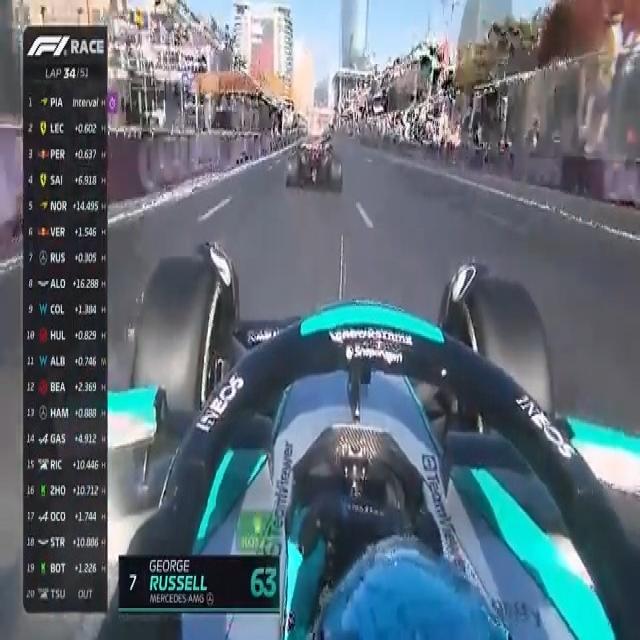 F1 RACE
LAP 34/51
1 PIA Interval H
2 LEC +0.602 H
3 PER +0.637 H
4 SAI +6.918 H
5 NOR +14.495 H
6 VER +1.546 H
7 RUS +0.305 H
8 ALO +16.288 H
9 COL +1.384 H
10 HUL +0.829 H
11 ALB +0.746 M
12 BEA +2.369 H
13 HAM +0.888 H
14 GAS +4.912 H
15 RIC +10.446 H
16 ZHO +10.712 H
17 OCO +1.744 H
18 STR +10.886 H
19 BOT +1.226 H
20 TSU OUT
Snapdragon
INEOS
INEOS
TeamViewer
TeamViewer
7 GEORGE
RUSSELL 63
MERCEDES-AMG